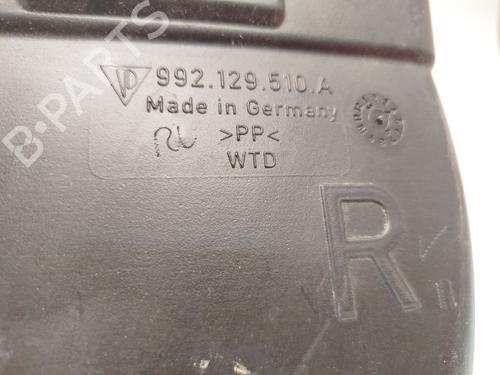 992.129.510.A
Made in Germany
>PP<
WTD
R
B-PARTS